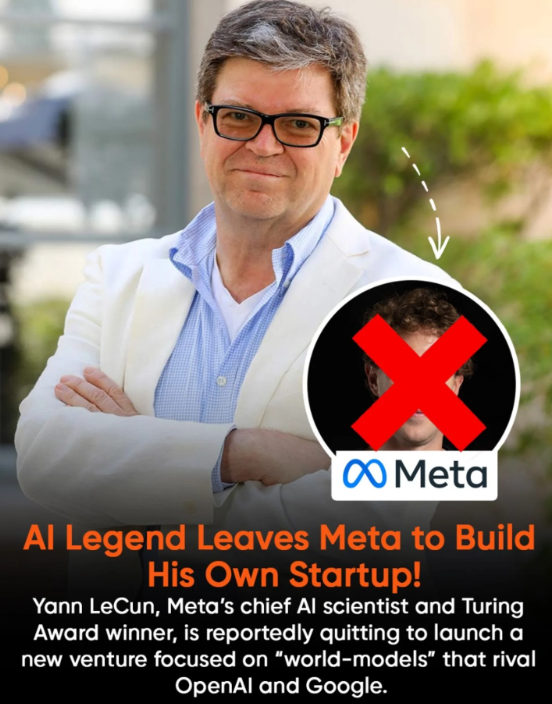 Meta
AI Legend Leaves Meta to Build
His Own Startup!
Yann LeCun, Meta's chief AI scientist and Turing
Award winner, is reportedly quitting to launch a
new venture focused on “world-models” that rival
OpenAI and Google.